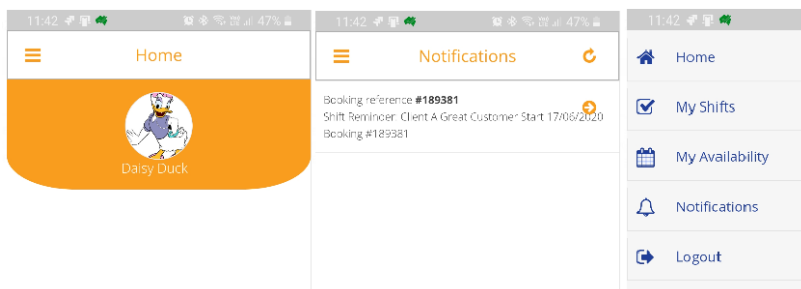 11:42
47%
Home
Daisy Duck
11:42
47%
Notifications
Booking reference #189381
Shift Reminder: Client A Great Customer Start 17/06/2020
Booking #189381
11:42
Home
My Shifts
My Availability
Notifications
Logout